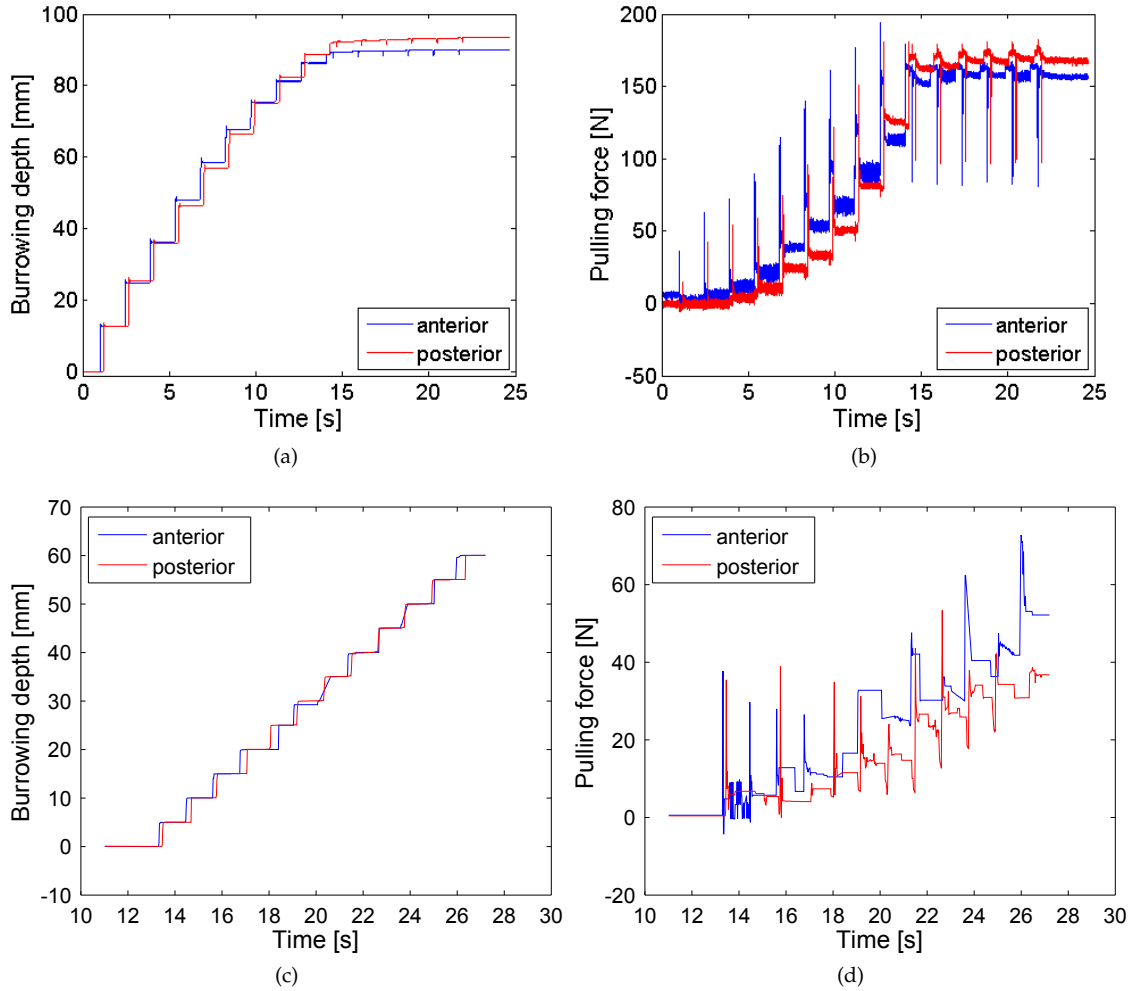 100
80
60
40
20
0
Burrowing depth [mm]
0 5 10 15 20 25
Time [s]
anterior
posterior
(a)
200
150
100
50
0
-50
Pulling force [N]
0 5 10 15 20 25
Time [s]
anterior
posterior
(b)
70
60
50
40
30
20
10
0
-10
Burrowing depth [mm]
10 12 14 16 18 20 22 24 26 28 30
Time [s]
anterior
posterior
(c)
80
60
40
20
0
-20
Pulling force [N]
10 12 14 16 18 20 22 24 26 28 30
Time [s]
anterior
posterior
(d)